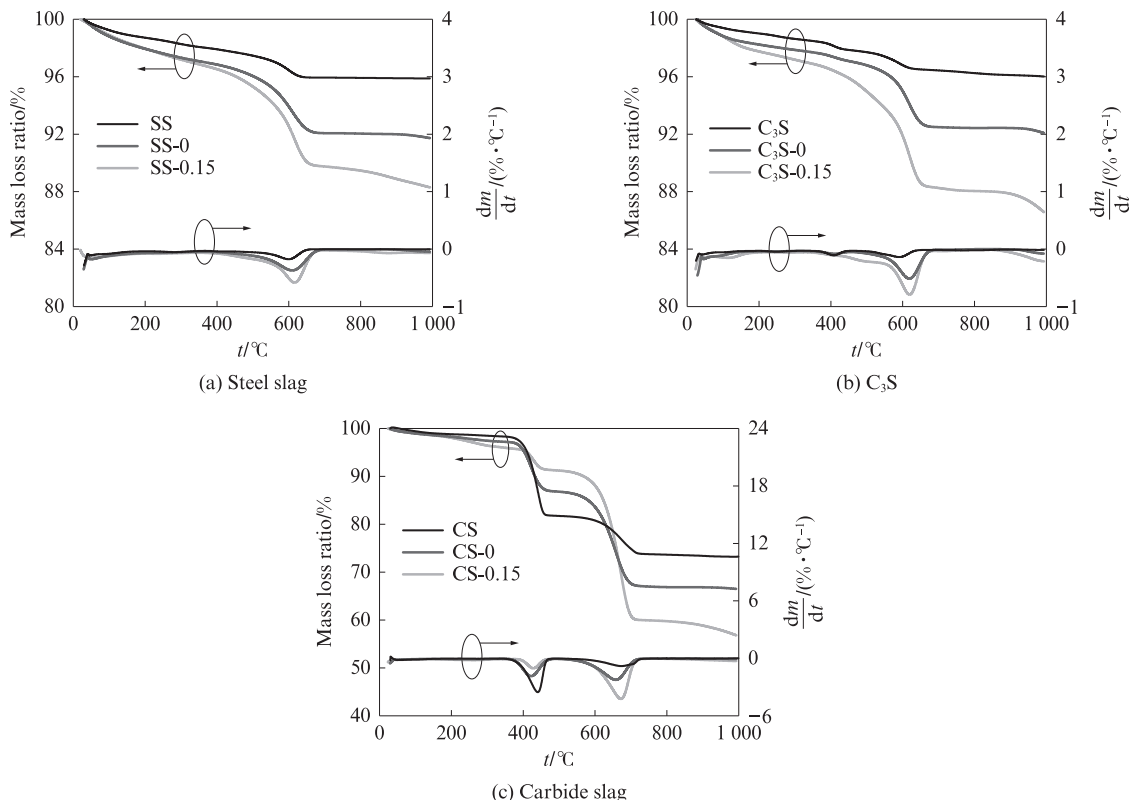 100
96
92
88
84
80
Mass loss ratio/%
SS
SS-0
SS-0.15
4
3
2
1
0
−1
dm/dt/(%·°C⁻¹)
0 200 400 600 800 1 000
t/°C
(a) Steel slag
100
96
92
88
84
80
Mass loss ratio/%
C₃S
C₃S-0
C₃S-0.15
4
3
2
1
0
−1
dm/dt/(%·°C⁻¹)
0 200 400 600 800 1 000
t/°C
(b) C₃S
100
90
80
70
60
50
40
Mass loss ratio/%
CS
CS-0
CS-0.15
24
18
12
6
0
−6
dm/dt/(%·°C⁻¹)
0 200 400 600 800 1 000
t/°C
(c) Carbide slag